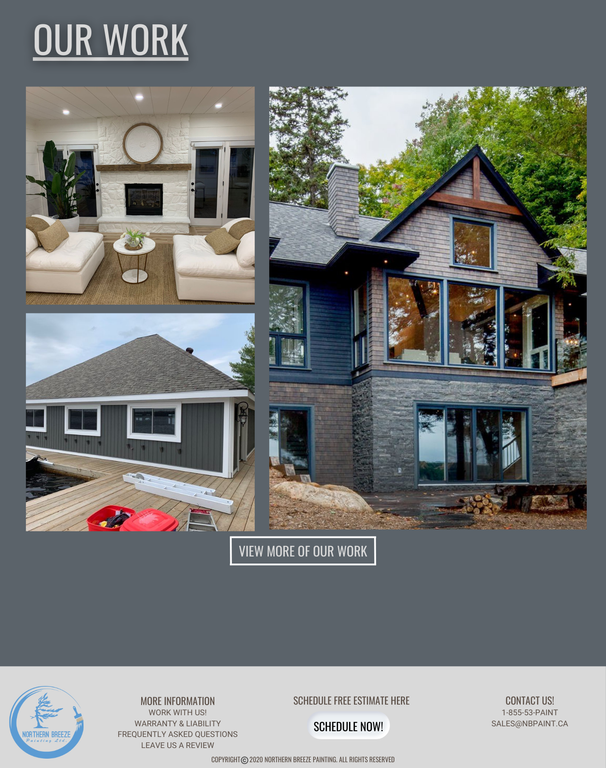 OUR WORK
VIEW MORE OF OUR WORK
NORTHERN BREEZE
Painting Ltd.
MORE INFORMATION
WORK WITH US!
WARRANTY & LIABILITY
FREQUENTLY ASKED QUESTIONS
LEAVE US A REVIEW
SCHEDULE FREE ESTIMATE HERE
SCHEDULE NOW!
CONTACT US!
1-855-53-PAINT
SALES@NBPAINT.CA
COPYRIGHT© 2020 NORTHERN BREEZE PAINTING. ALL RIGHTS RESERVED